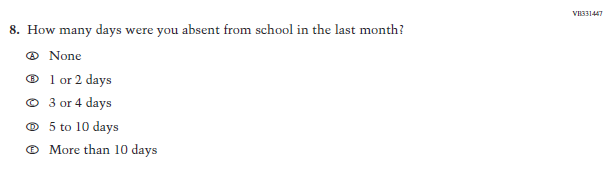 VB331447
8. How many days were you absent from school in the last month?
Ⓐ None
Ⓑ 1 or 2 days
Ⓒ 3 or 4 days
Ⓓ 5 to 10 days
Ⓔ More than 10 days